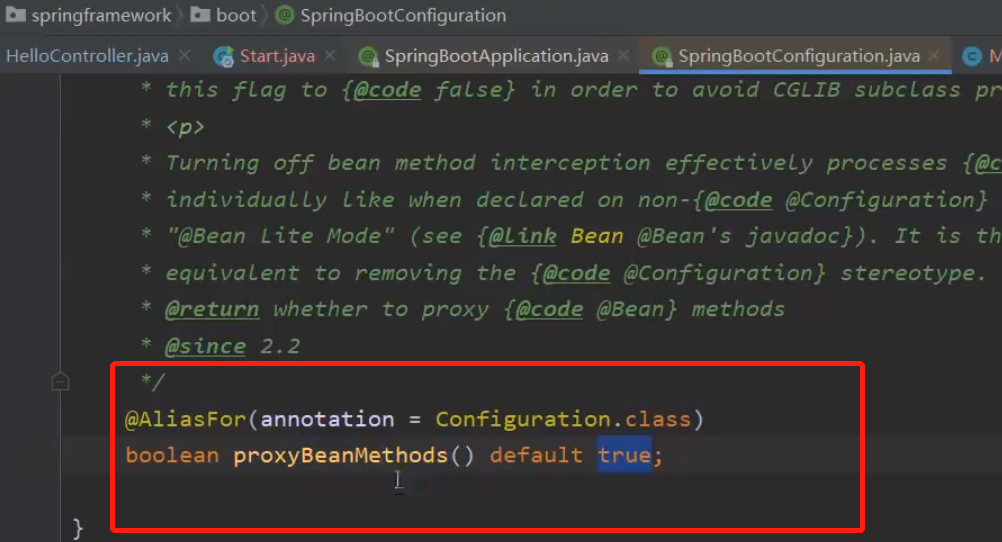 springframework boot SpringBootConfiguration
HelloController.java Start.java SpringBootApplication.java SpringBootConfiguration.java
* this flag to {@code false} in order to avoid CGLIB subclass
* <p>
* Turning off bean method interception effectively processes
* individually like when declared on non-{@code @Configuration}
* "@Bean Lite Mode" (see {@link Bean @Bean's javadoc}). It is
* equivalent to removing the {@code @Configuration} stereotype.
* @return whether to proxy {@code @Bean} methods
* @since 2.2
*/
@AliasFor(annotation = Configuration.class)
boolean proxyBeanMethods() default true;
}